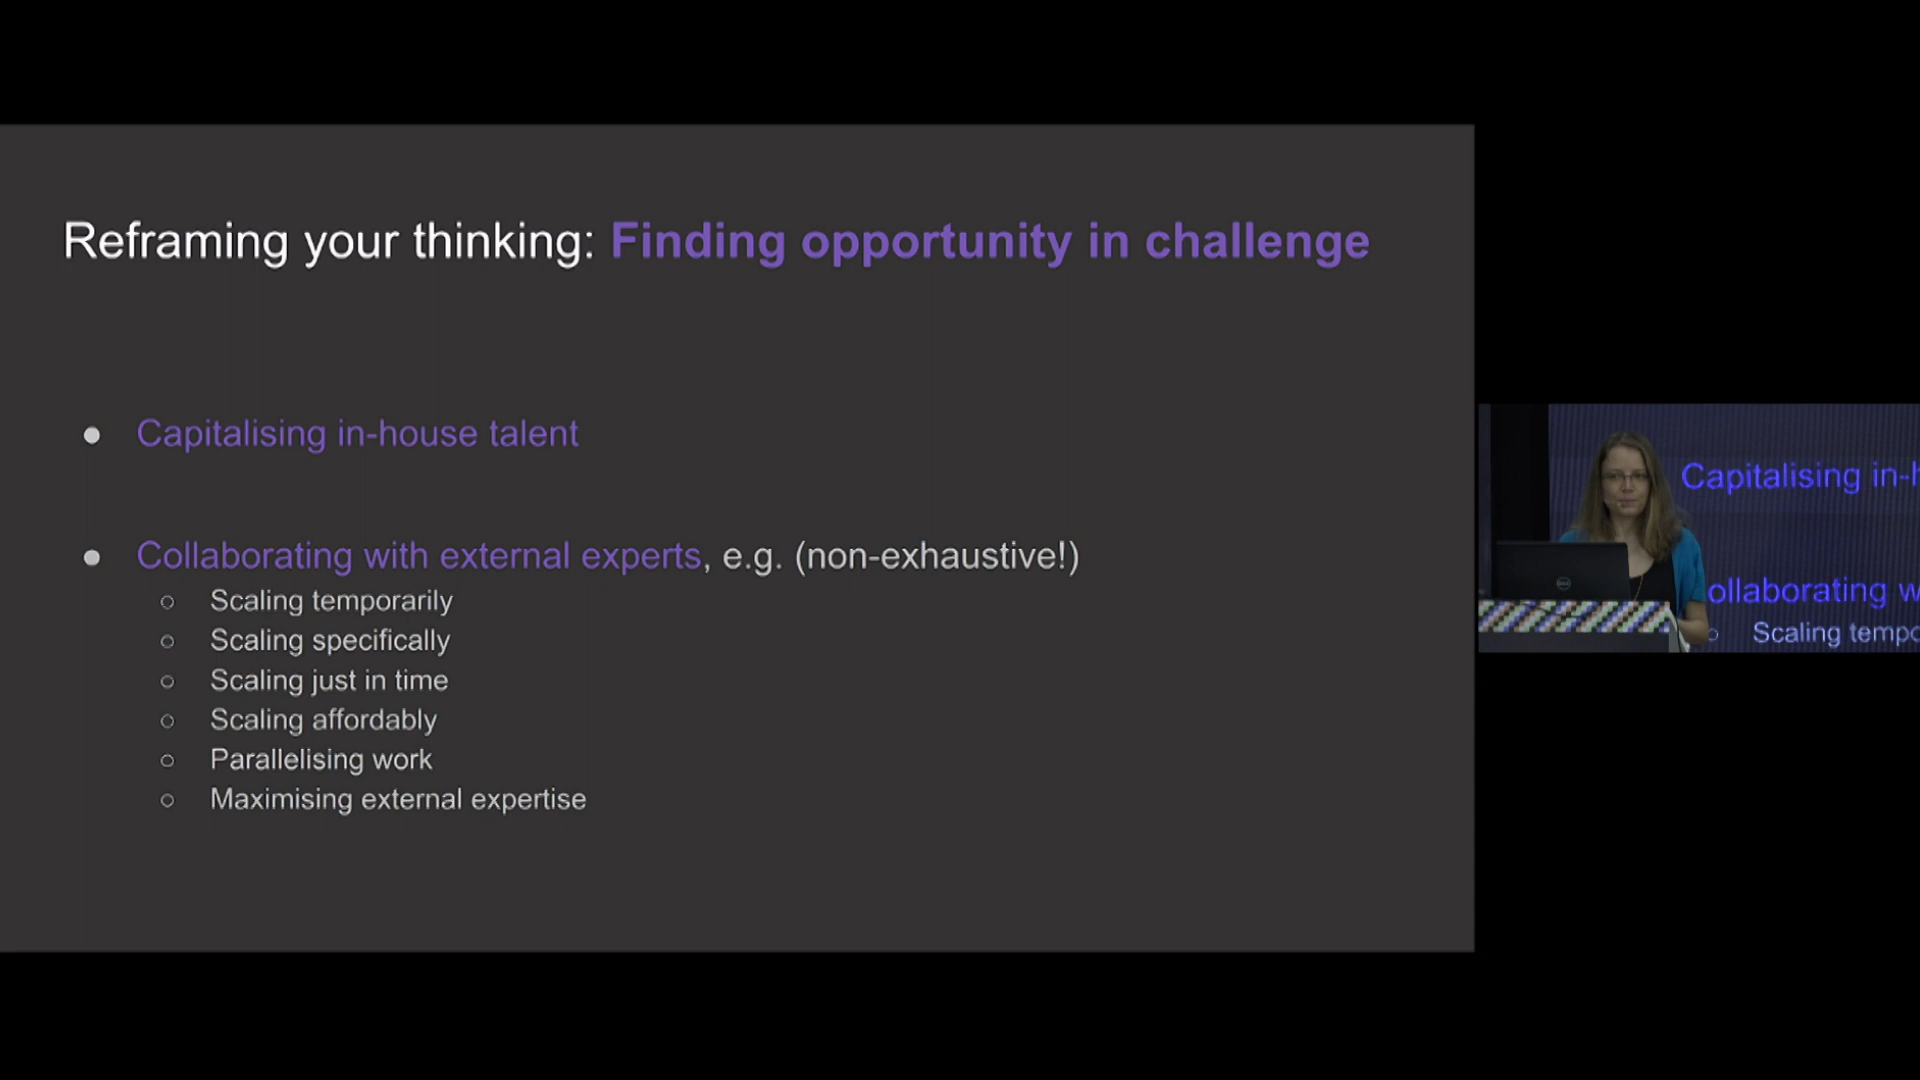 Reframing your thinking: Finding opportunity in challenge
● Capitalising in-house talent
● Collaborating with external experts, e.g. (non-exhaustive!)
○ Scaling temporarily
○ Scaling specifically
○ Scaling just in time
○ Scaling affordably
○ Parallelising work
○ Maximising external expertise
Capitalising in-h
ollaborating w
○ Scaling tempo
DELL